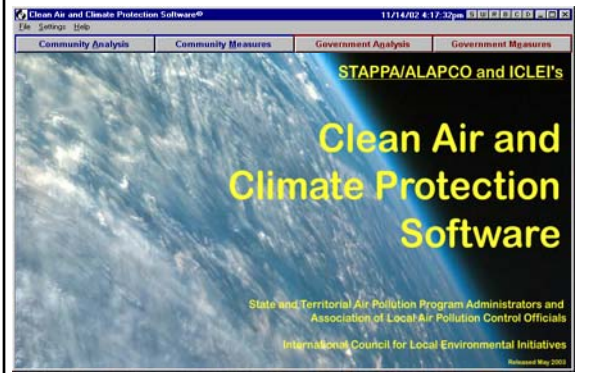 Clean Air and Climate Protection Software© 11/14/02 4:17:32pm
File Settings Help
Community Analysis Community Measures Government Analysis Government Measures
STAPPA/ALAPCO and ICLEI's
Clean Air and
Climate Protection
Software
State and Territorial Air Pollution Program Administrators and
Association of Local Air Pollution Control Officials
International Council for Local Environmental Initiatives
Released May 2003